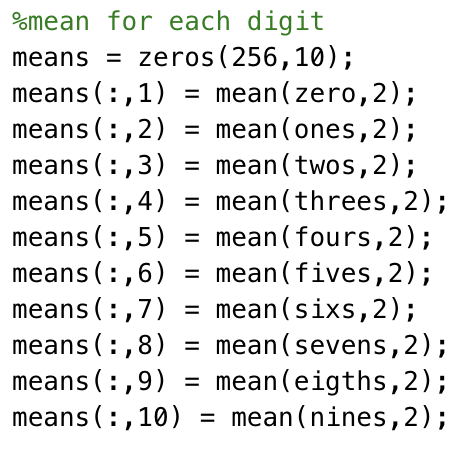 %mean for each digit
means = zeros(256,10);
means(:,1) = mean(zero,2);
means(:,2) = mean(ones,2);
means(:,3) = mean(twos,2);
means(:,4) = mean(threes,2);
means(:,5) = mean(fours,2);
means(:,6) = mean(fives,2);
means(:,7) = mean(sixs,2);
means(:,8) = mean(sevens,2);
means(:,9) = mean(eigths,2);
means(:,10) = mean(nines,2);